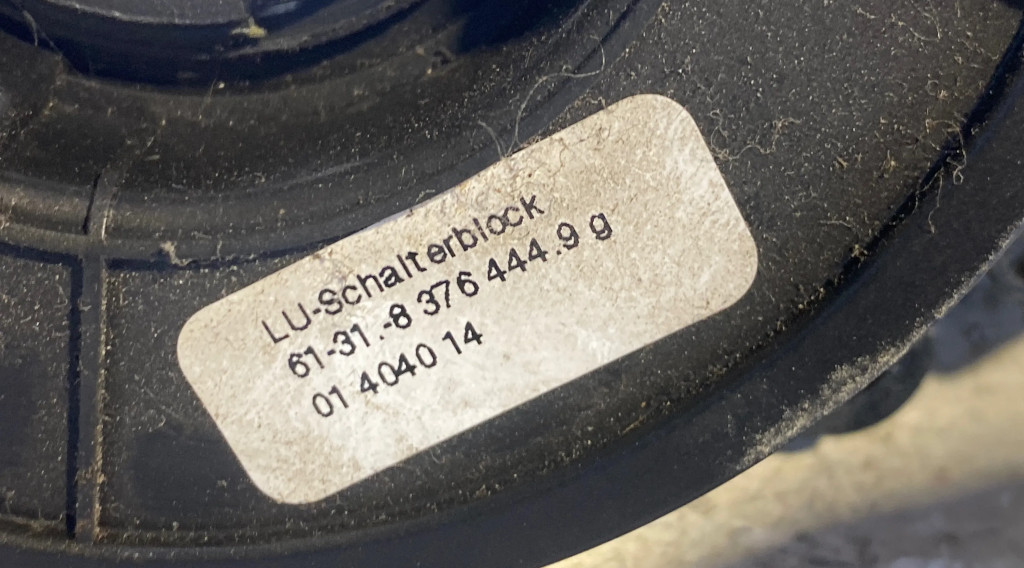 LU-Schalterblock
61-31.-8 376 444.9 g
01 4040 14